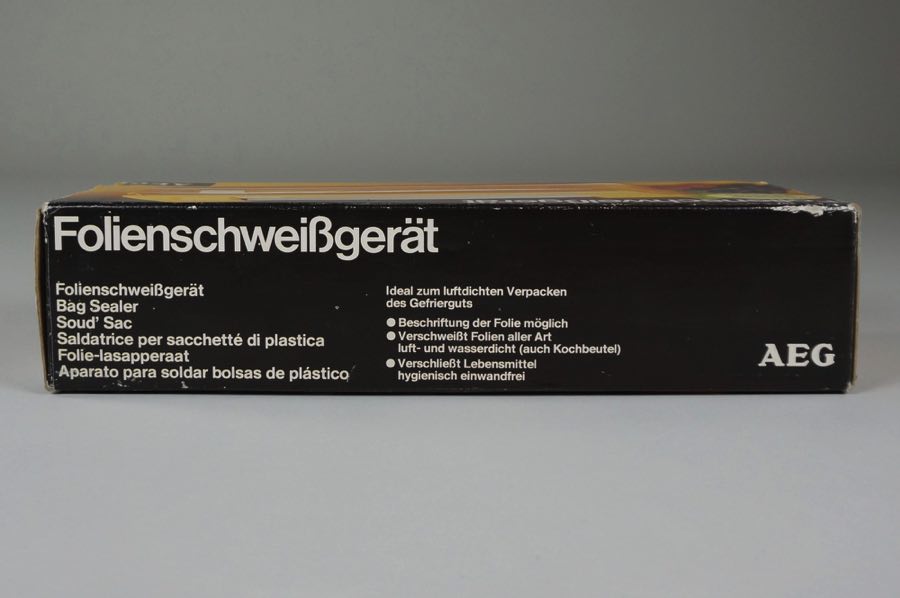 Folienschweißgerät
Folienschweißgerät
Bag Sealer
Soud' Sac
Saldatrice per sacchetté di plastica
Folie-lasapperaat
Aparato para soldar bolsas de plástico
Ideal zum luftdichten Verpacken
des Gefrierguts
● Beschriftung der Folie möglich
● Verschweißt Folien aller Art
luft- und wasserdicht (auch Kochbeutel)
● Verschließt Lebensmittel
hygienisch einwandfrei
AEG